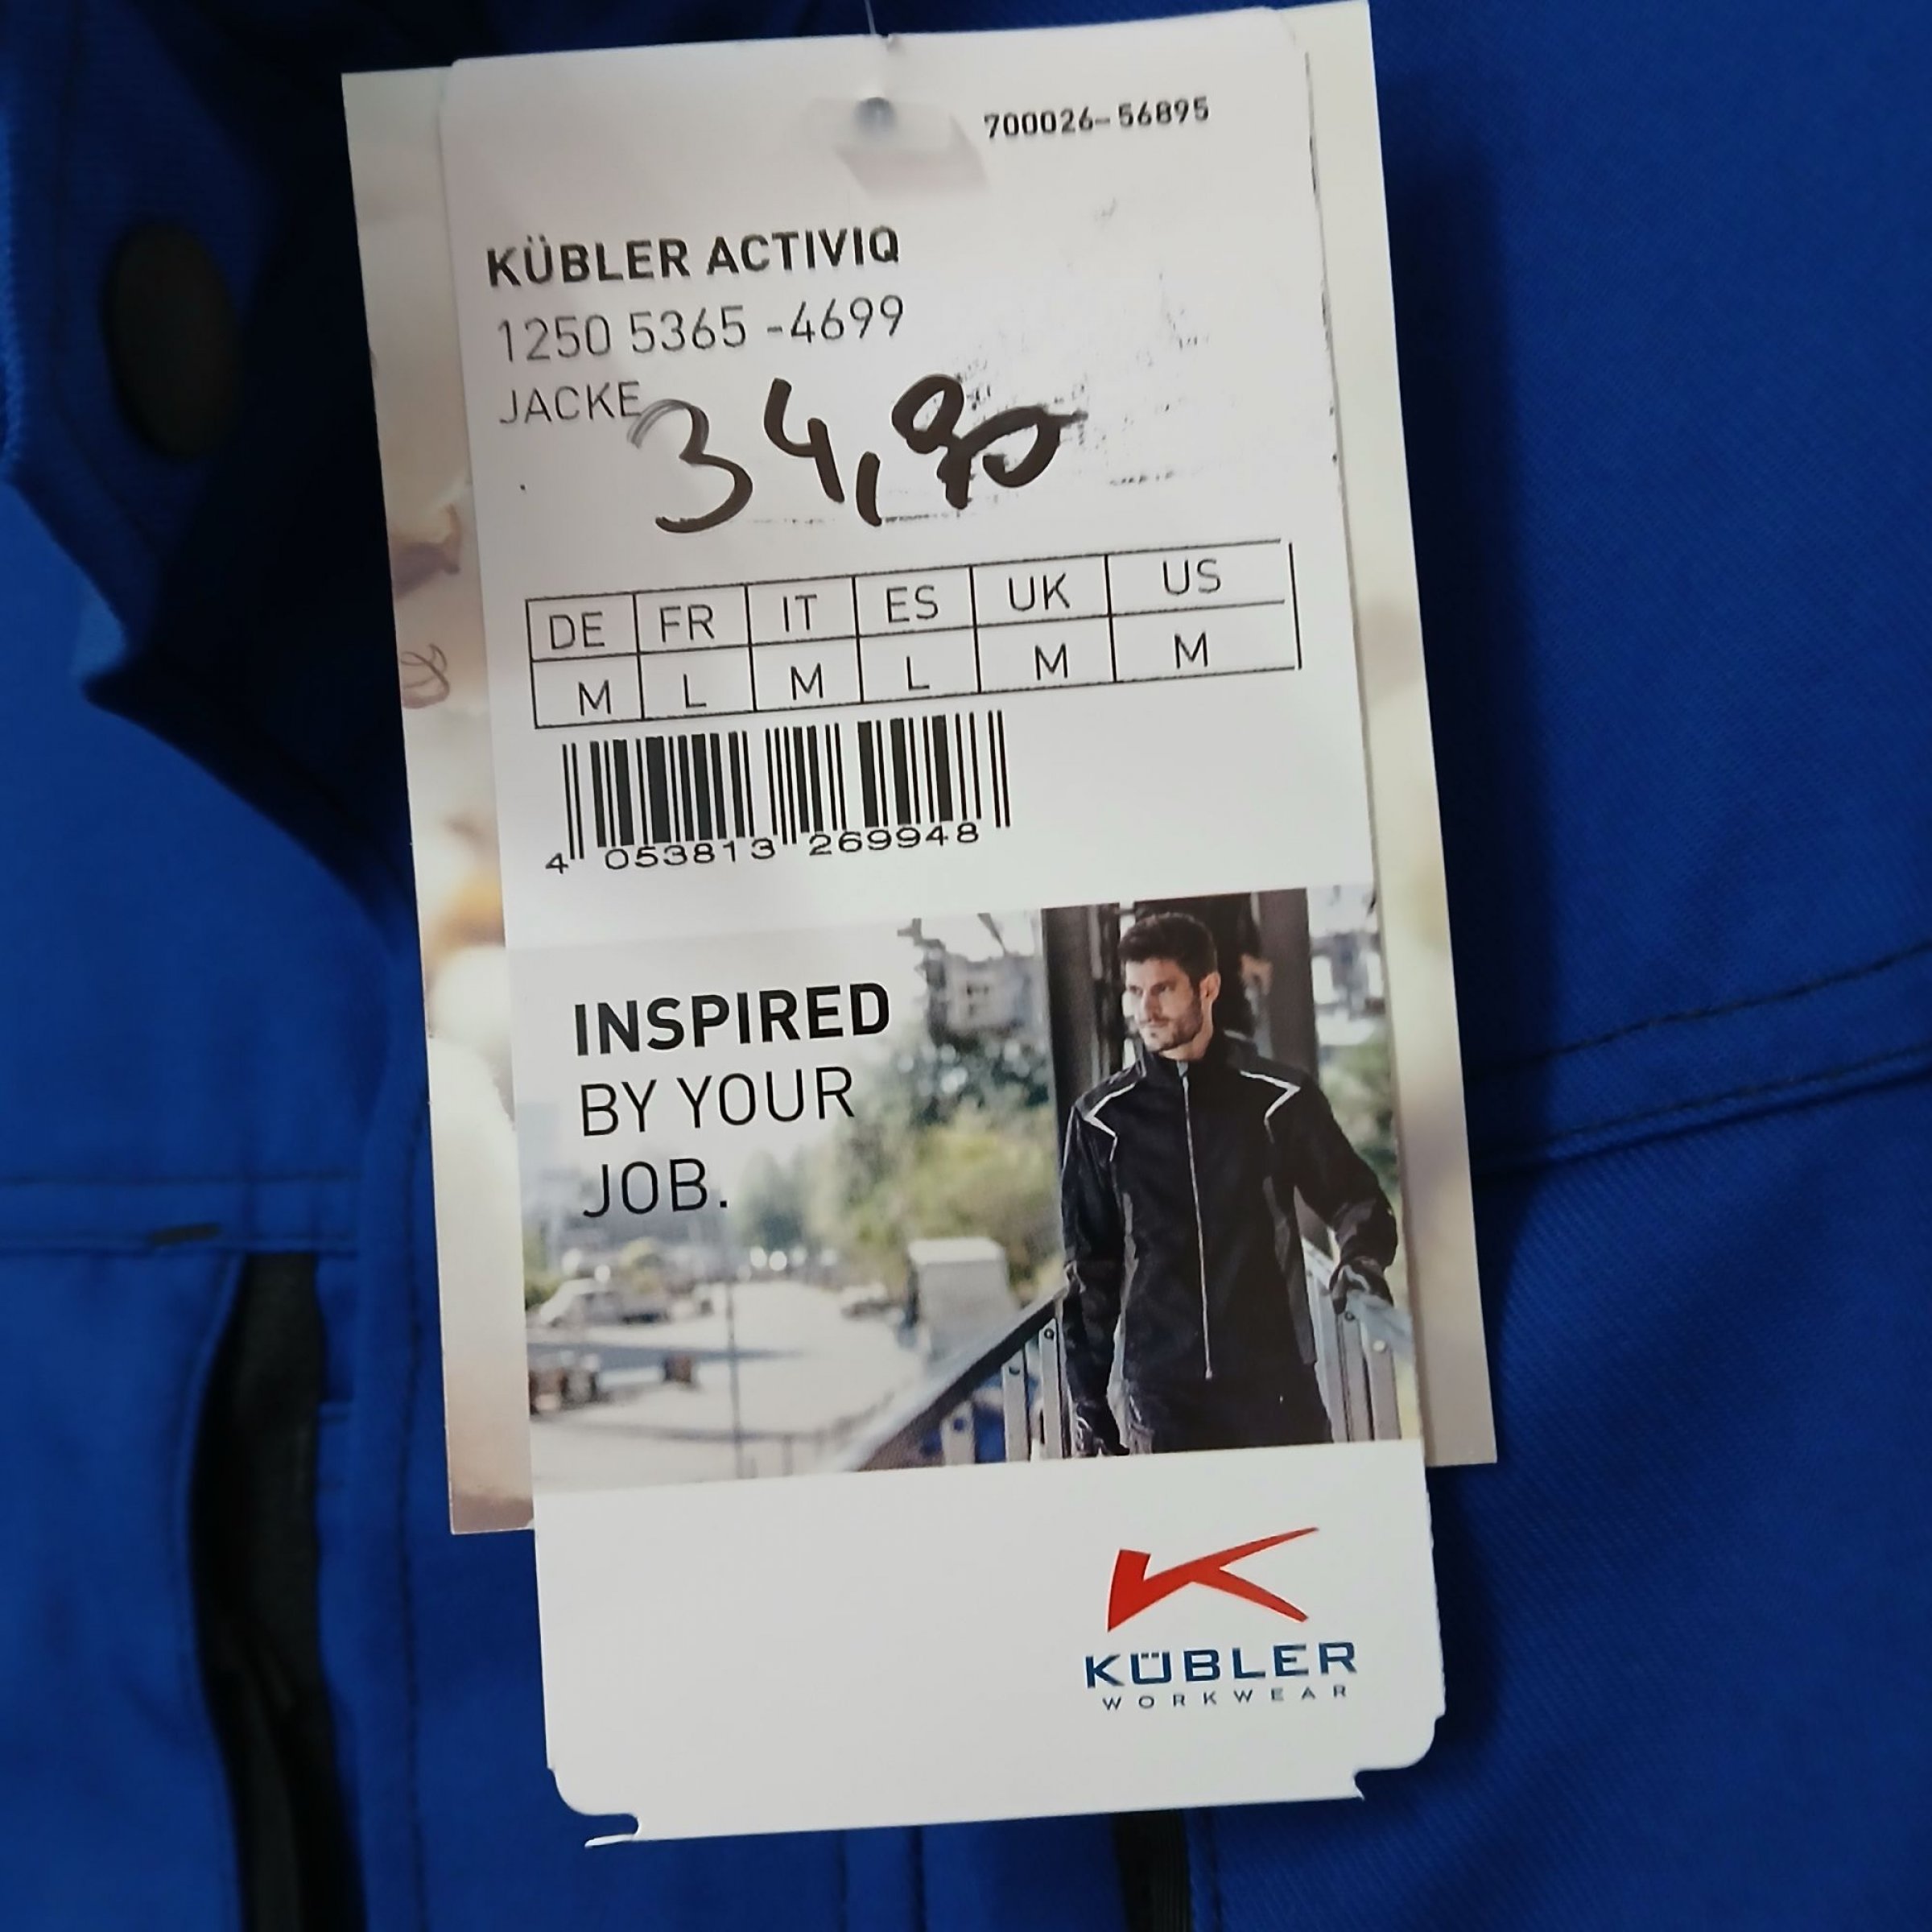 700026-56895
KÜBLER ACTIVIQ
1250 5365 -4699
JACKE
34,90
DE FR IT ES UK US
M L M L M M
4 053813 269948
INSPIRED
BY YOUR
JOB.
KÜBLER
WORKWEAR